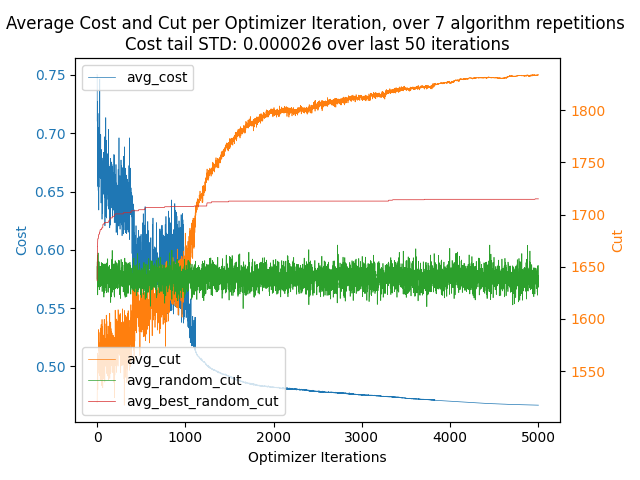 Average Cost and Cut per Optimizer Iteration, over 7 algorithm repetitions
Cost tail STD: 0.000026 over last 50 iterations
avg_cost
0.75
0.70
0.65
0.60
0.55
0.50
Cost
1800
1750
1700
1650
1600
1550
Cut
avg_cut
avg_random_cut
avg_best_random_cut
0
1000
2000
3000
4000
5000
Optimizer Iterations